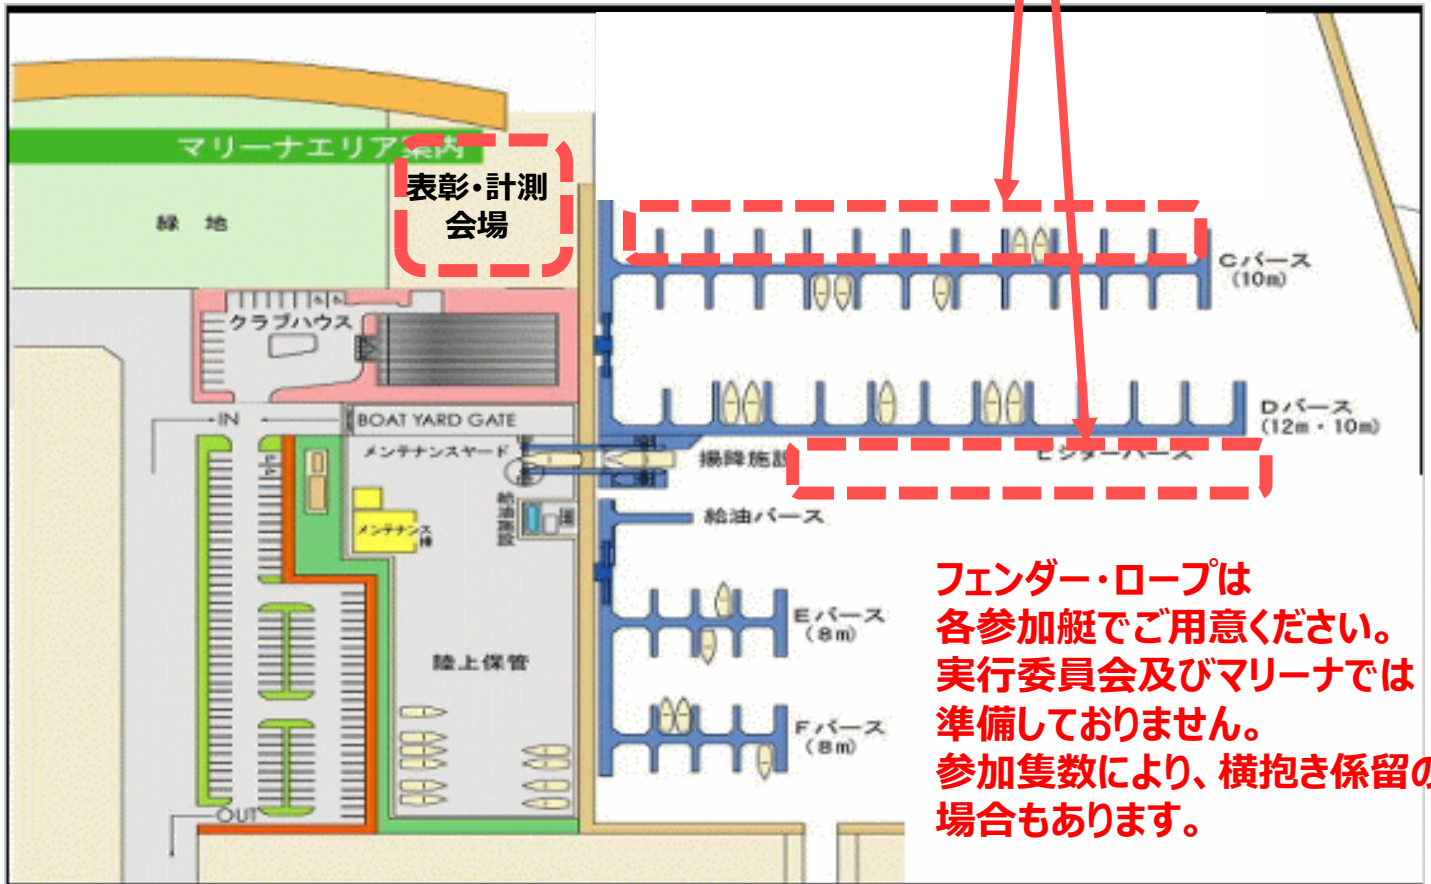 マリーナエリア案内
表彰・計測
会場
緑 地
Cバース
(10m)
クラブハウス
IN
BOAT YARD GATE
Dバース
(12m・10m)
メンテナンスヤード
揚降施設
ビジターバース
給油施設
給油バース
メンテナンス棟
Eバース
(8m)
陸上保管
Fバース
(8m)
OUT
フェンダー・ロープは
各参加艇でご用意ください。
実行委員会及びマリーナでは
準備しておりません。
参加隻数により、横抱き係留の
場合もあります。